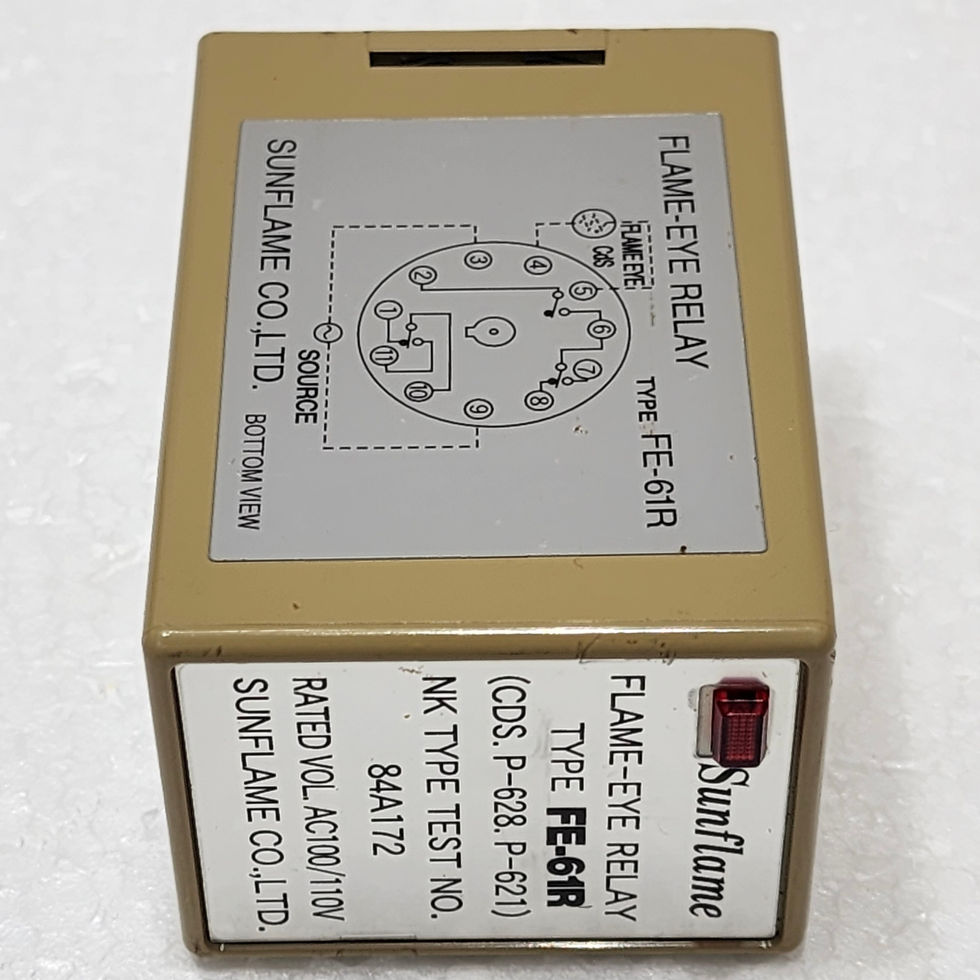 FLAME-EYE RELAY
TYPE FE-61R
FLAME EYE
CdS
4
5
3
2
6
1
7
11
10
8
9
SOURCE
SUNFLAME CO.,LTD. BOTTOM VIEW
Sunflame
FLAME-EYE RELAY
TYPE FE-61R
(CDS. P-628. P-621)
NK TYPE TEST NO.
84A172
RATED VOL. AC100/110V
SUNFLAME CO.,LTD.